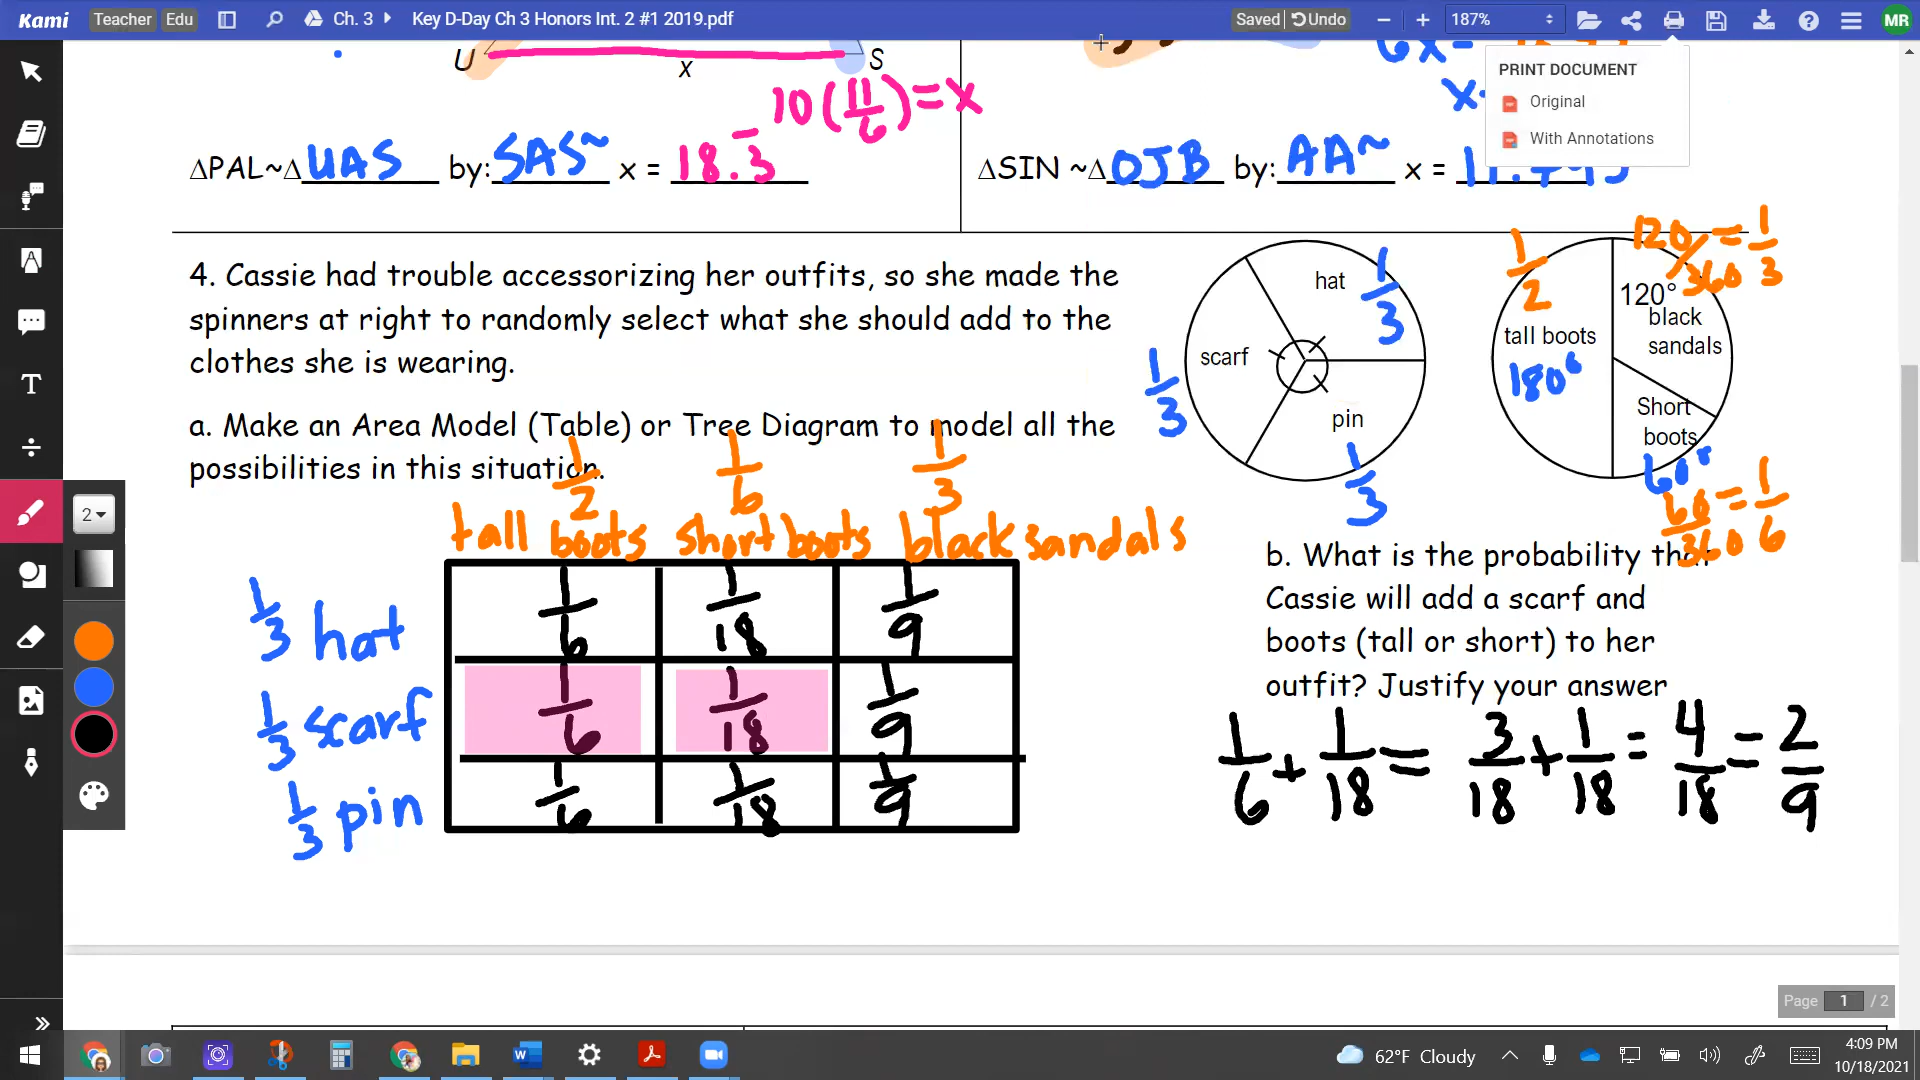 Kami Teacher Edu Ch. 3 Key D-Day Ch 3 Honors Int. 2 #1 2019.pdf Saved Undo 187% MR
PRINT DOCUMENT
Original
With Annotations
U x S
10(11/6)=x
6x=
x
△PAL~△UAS by: SAS~ x = 18.3̅
△SIN ~△OJB by: AA~ x =
4. Cassie had trouble accessorizing her outfits, so she made the
spinners at right to randomly select what she should add to the
clothes she is wearing.
a. Make an Area Model (Table) or Tree Diagram to model all the
possibilities in this situation.
hat 1/3
scarf 1/3
pin 1/3
1/2 tall boots 180°
120/360 = 1/3
120° black sandals
Short boots 60°
60/360 = 1/6
1/2 1/6 1/3
tall boots short boots black sandals
1/3 hat 1/6 1/18 1/9
1/3 scarf 1/6 1/18 1/9
1/3 pin 1/6 1/18 1/9
b. What is the probability
Cassie will add a scarf and
boots (tall or short) to her
outfit? Justify your answer
1/6 + 1/18 = 3/18 + 1/18 = 4/18 = 2/9
2
Page 1 / 2
62°F Cloudy
4:09 PM
10/18/2021